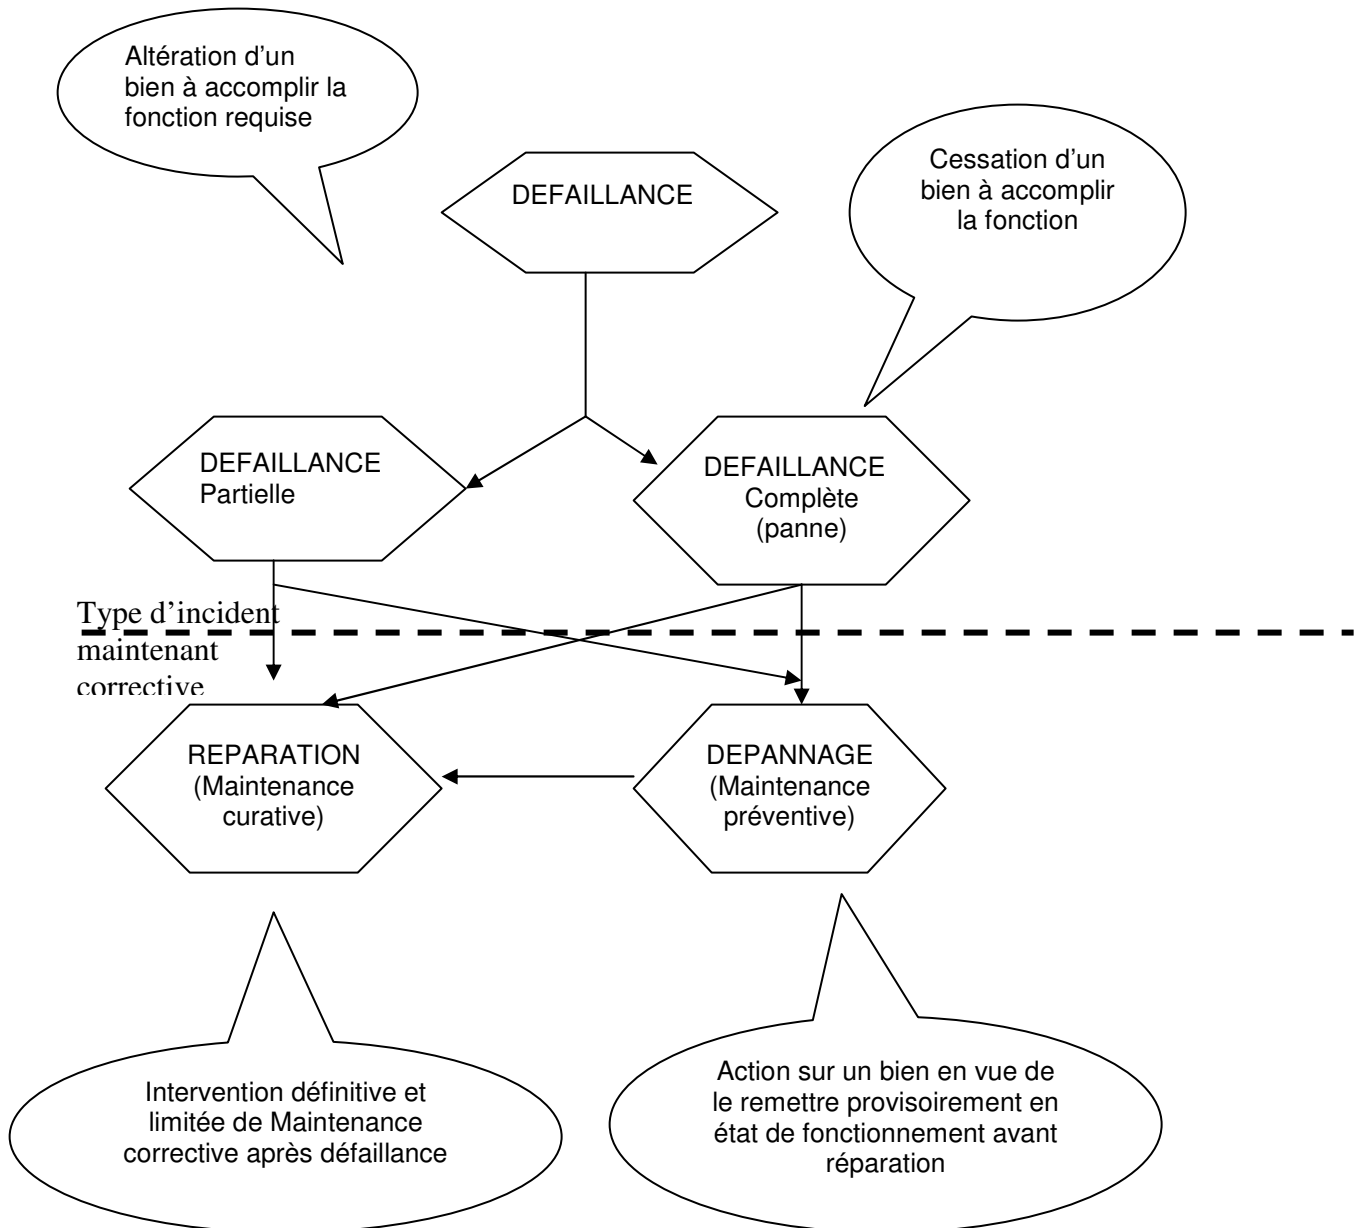 Altération d’un
bien à accomplir la
fonction requise
Cessation d’un
bien à accomplir
la fonction
DEFAILLANCE
DEFAILLANCE
Partielle
DEFAILLANCE
Complète
(panne)
Type d’incident
maintenant
corrective
REPARATION
(Maintenance
curative)
DEPANNAGE
(Maintenance
préventive)
Intervention définitive et
limitée de Maintenance
corrective après défaillance
Action sur un bien en vue de
le remettre provisoirement en
état de fonctionnement avant
réparation